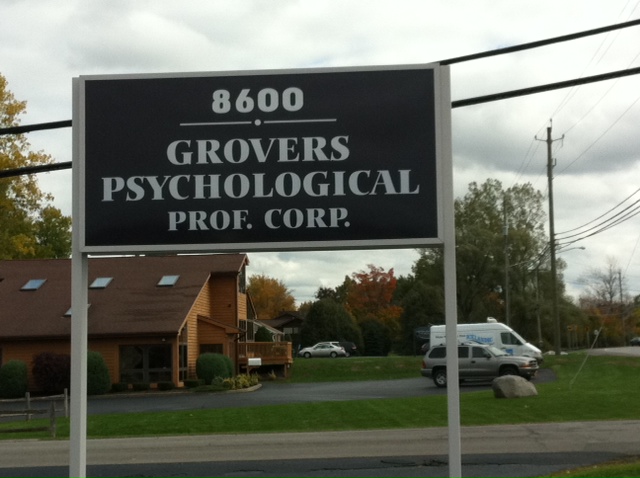 8600
GROVERS
PSYCHOLOGICAL
PROF. CORP.